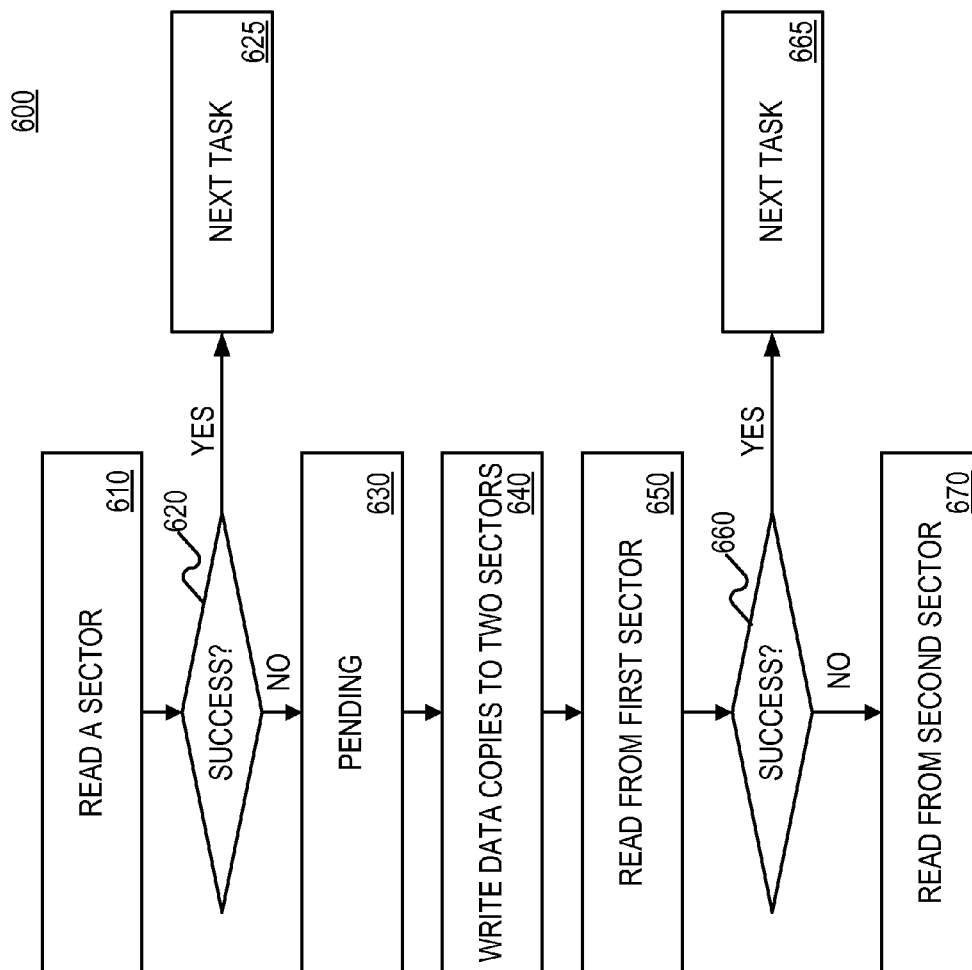 600
READ A SECTOR
610
620
SUCCESS?
YES
NEXT TASK
625
NO
PENDING
630
WRITE DATA COPIES TO TWO SECTORS
640
READ FROM FIRST SECTOR
650
660
SUCCESS?
YES
NEXT TASK
665
NO
READ FROM SECOND SECTOR
670